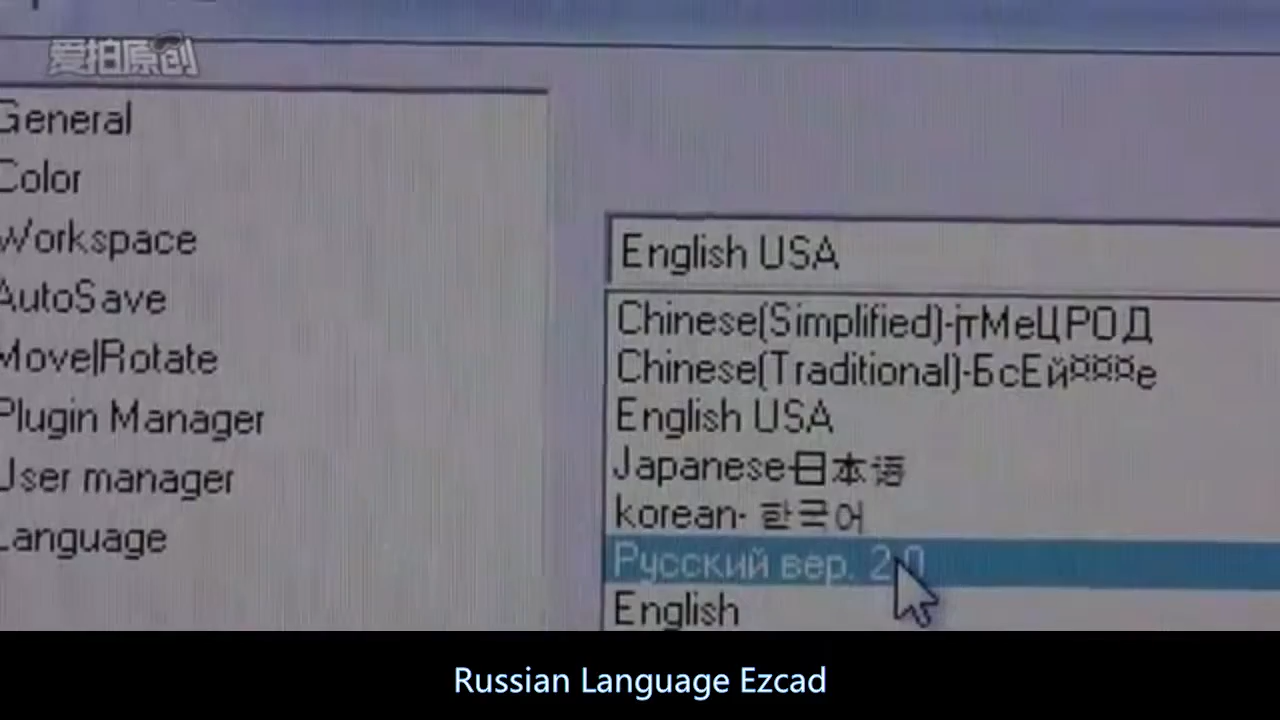 爱拍原创
General
Color
Workspace
AutoSave
Move|Rotate
Plugin Manager
User manager
Language
English USA
Chinese(Simplified)-јтМеЦРОД
Chinese(Traditional)-БсЕй¤¤¤е
English USA
Japanese日本语
korean- 한국어
Русский вер. 2.0
English
Russian Language Ezcad